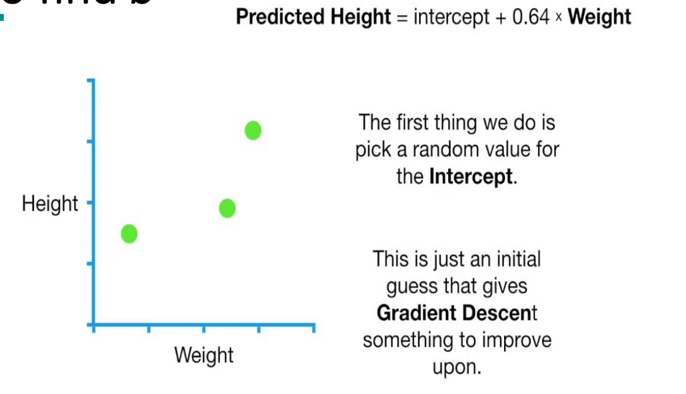 Predicted Height = intercept + 0.64 × Weight
The first thing we do is
pick a random value for
the Intercept.
Height
This is just an initial
guess that gives
Gradient Descent
something to improve
upon.
Weight